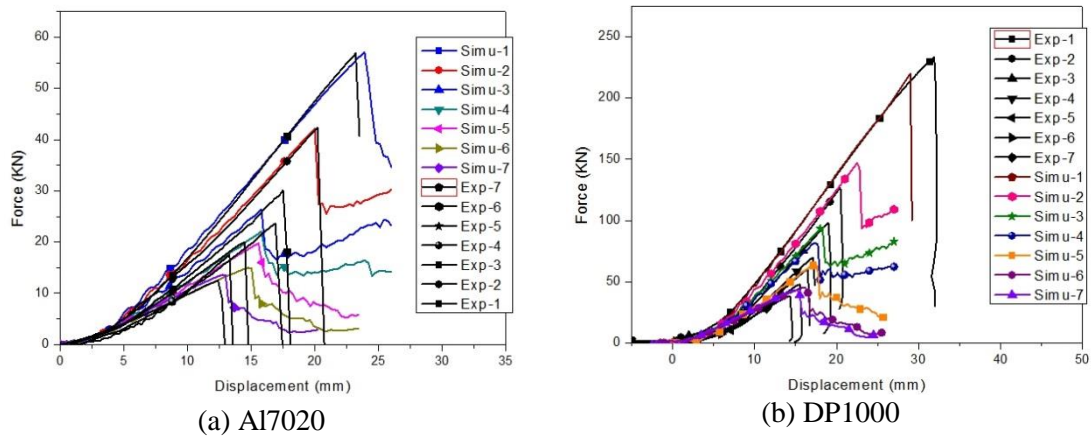 60
50
40
30
20
10
0
Force (KN)
0 5 10 15 20 25 30 35
Displacement (mm)
Simu-1
Simu-2
Simu-3
Simu-4
Simu-5
Simu-6
Simu-7
Exp-7
Exp-6
Exp-5
Exp-4
Exp-3
Exp-2
Exp-1
(a) Al7020
250
200
150
100
50
0
Force (KN)
0 10 20 30 40 50
Displacement (mm)
Exp-1
Exp-2
Exp-3
Exp-4
Exp-5
Exp-6
Exp-7
Simu-1
Simu-2
Simu-3
Simu-4
Simu-5
Simu-6
Simu-7
(b) DP1000